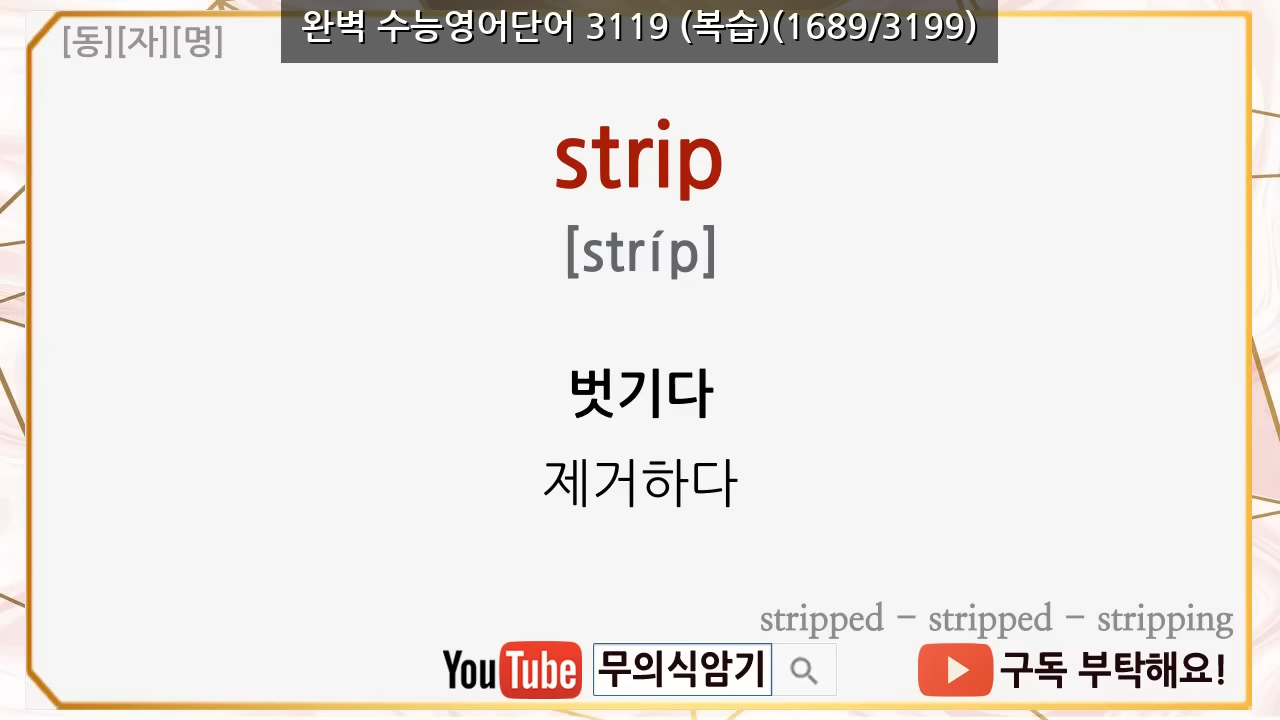 완벽 수능영어단어 3119 (복습)(1689/3199)
[동][자][명]
strip
[stríp]
벗기다
제거하다
stripped - stripped - stripping
YouTube 무의식암기 구독 부탁해요!